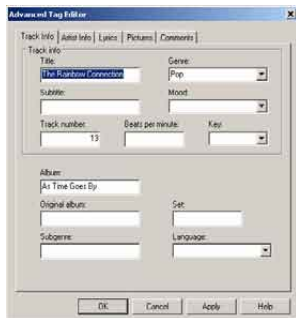 Advanced Tag Editor
Track Info Artist Info Lyrics Pictures Comments
Track info
Title: Genre:
The Rainbow Connection Pop
Subtitle: Mood:
Track number: Beats per minute: Key:
13
Album:
As Time Goes By
Original album: Set:
Subgenre: Language:
OK Cancel Apply Help